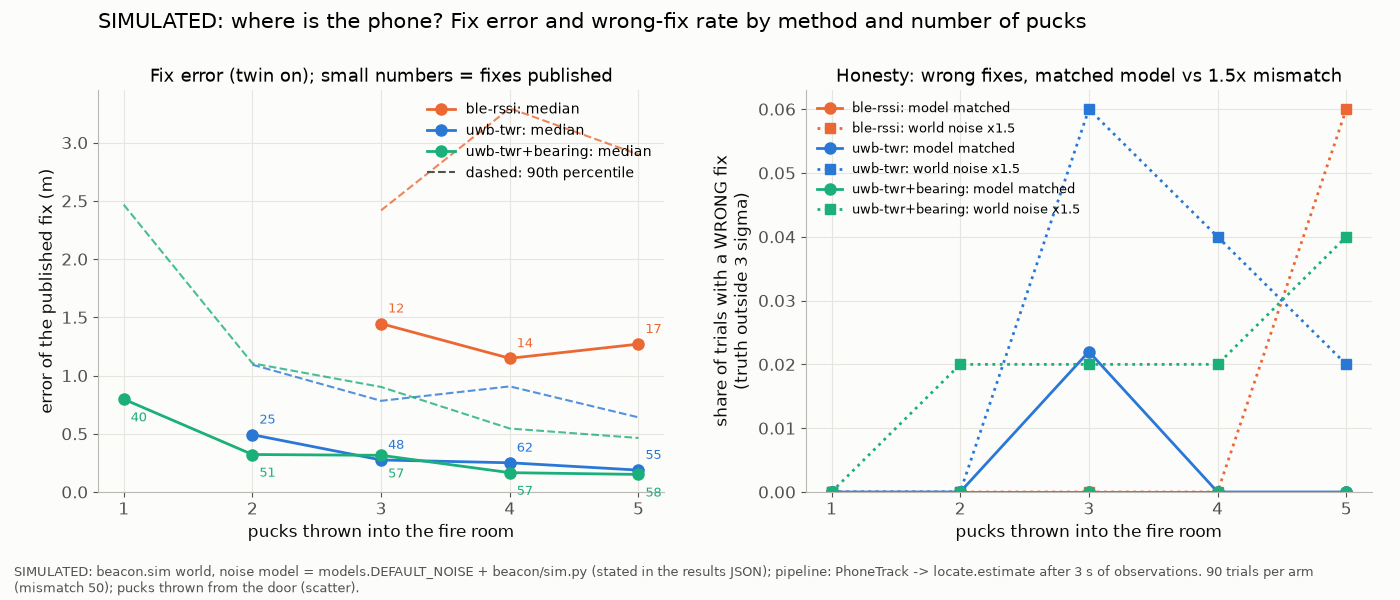 SIMULATED: where is the phone? Fix error and wrong-fix rate by method and number of pucks
Fix error (twin on); small numbers = fixes published
error of the published fix (m)
3.0
2.5
2.0
1.5
1.0
0.5
0.0
ble-rssi: median
uwb-twr: median
uwb-twr+bearing: median
dashed: 90th percentile
12
14
17
25
48
62
55
40
51
57
57
58
1 2 3 4 5
pucks thrown into the fire room
Honesty: wrong fixes, matched model vs 1.5x mismatch
share of trials with a WRONG fix
(truth outside 3 sigma)
0.06
0.05
0.04
0.03
0.02
0.01
0.00
ble-rssi: model matched
ble-rssi: world noise x1.5
uwb-twr: model matched
uwb-twr: world noise x1.5
uwb-twr+bearing: model matched
uwb-twr+bearing: world noise x1.5
1 2 3 4 5
pucks thrown into the fire room
SIMULATED: beacon.sim world, noise model = models.DEFAULT_NOISE + beacon/sim.py (stated in the results JSON); pipeline: PhoneTrack -> locate.estimate after 3 s of observations. 90 trials per arm
(mismatch 50); pucks thrown from the door (scatter).